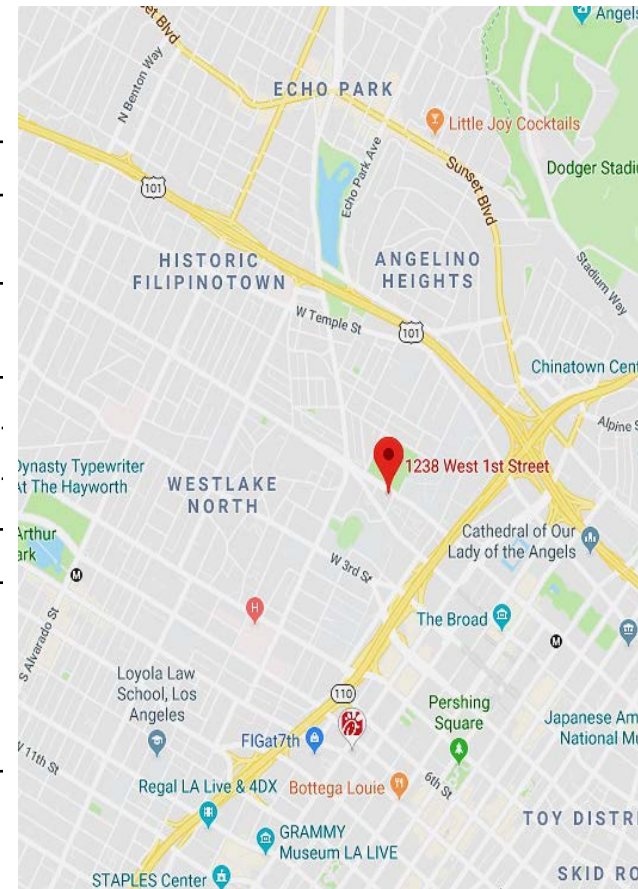 Angels
Sunset Blvd
N Benton Way
ECHO PARK
Little Joy Cocktails
Echo Park Ave
Sunset Blvd
Dodger Stadi
101
HISTORIC
FILIPINOTOWN
ANGELINO
HEIGHTS
Stadium Way
W Temple St
101
Chinatown Cent
Alpine S
1238 West 1st Street
Dynasty Typewriter
At The Hayworth
WESTLAKE
NORTH
Arthur
ark
M
W 3rd St
Cathedral of Our
Lady of the Angels
H
The Broad
M
S Alvarado St
Loyola Law
School, Los
Angeles
110
Pershing
Square
Japanese Am
National Mu
FIGat7th
W 11th St
Regal LA Live & 4DX
Bottega Louie
6th St
TOY DISTRI
GRAMMY
Museum LA LIVE
STAPLES Center
SKID RO